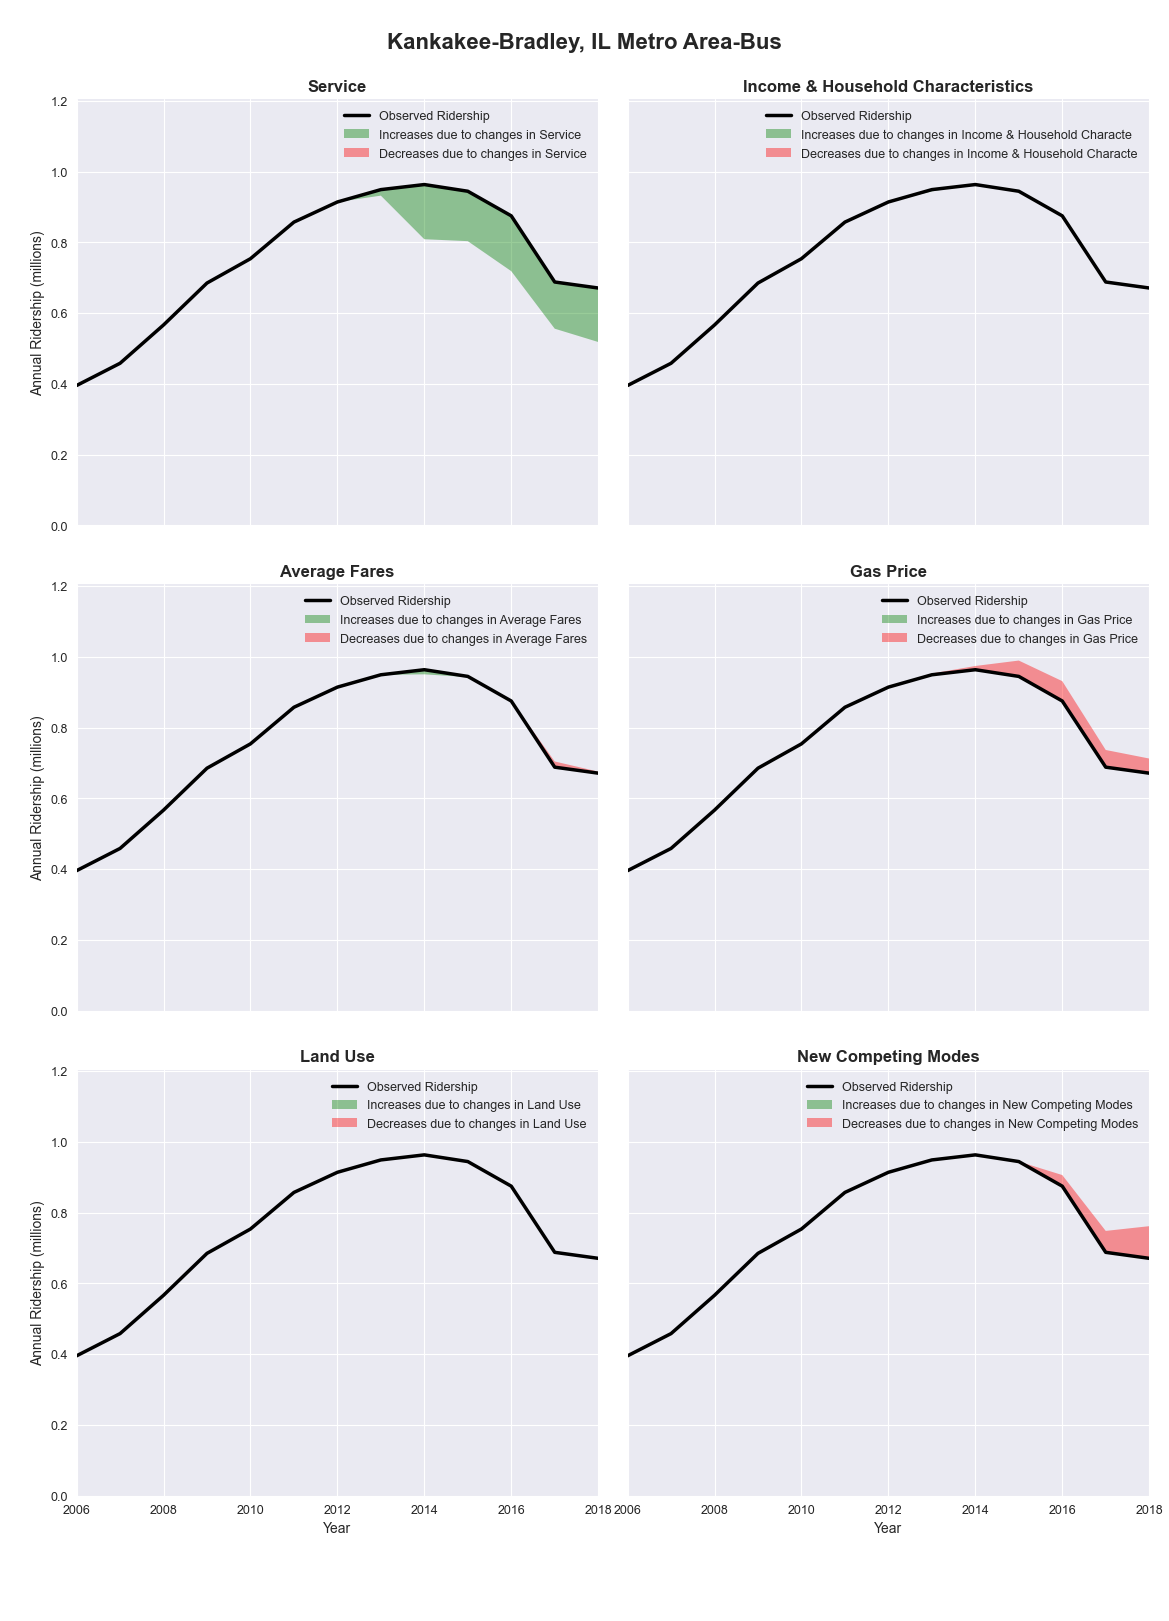 Kankakee-Bradley, IL Metro Area-Bus
Service
1.2
1.0
0.8
0.6
0.4
0.2
0.0
Annual Ridership (millions)
Observed Ridership
Increases due to changes in Service
Decreases due to changes in Service
Income & Household Characteristics
Observed Ridership
Increases due to changes in Income & Household Characte
Decreases due to changes in Income & Household Characte
Average Fares
1.2
1.0
0.8
0.6
0.4
0.2
0.0
Annual Ridership (millions)
Observed Ridership
Increases due to changes in Average Fares
Decreases due to changes in Average Fares
Gas Price
Observed Ridership
Increases due to changes in Gas Price
Decreases due to changes in Gas Price
Land Use
1.2
1.0
0.8
0.6
0.4
0.2
0.0
Annual Ridership (millions)
Observed Ridership
Increases due to changes in Land Use
Decreases due to changes in Land Use
2006 2008 2010 2012 2014 2016 2018
Year
New Competing Modes
Observed Ridership
Increases due to changes in New Competing Modes
Decreases due to changes in New Competing Modes
2006 2008 2010 2012 2014 2016 2018
Year